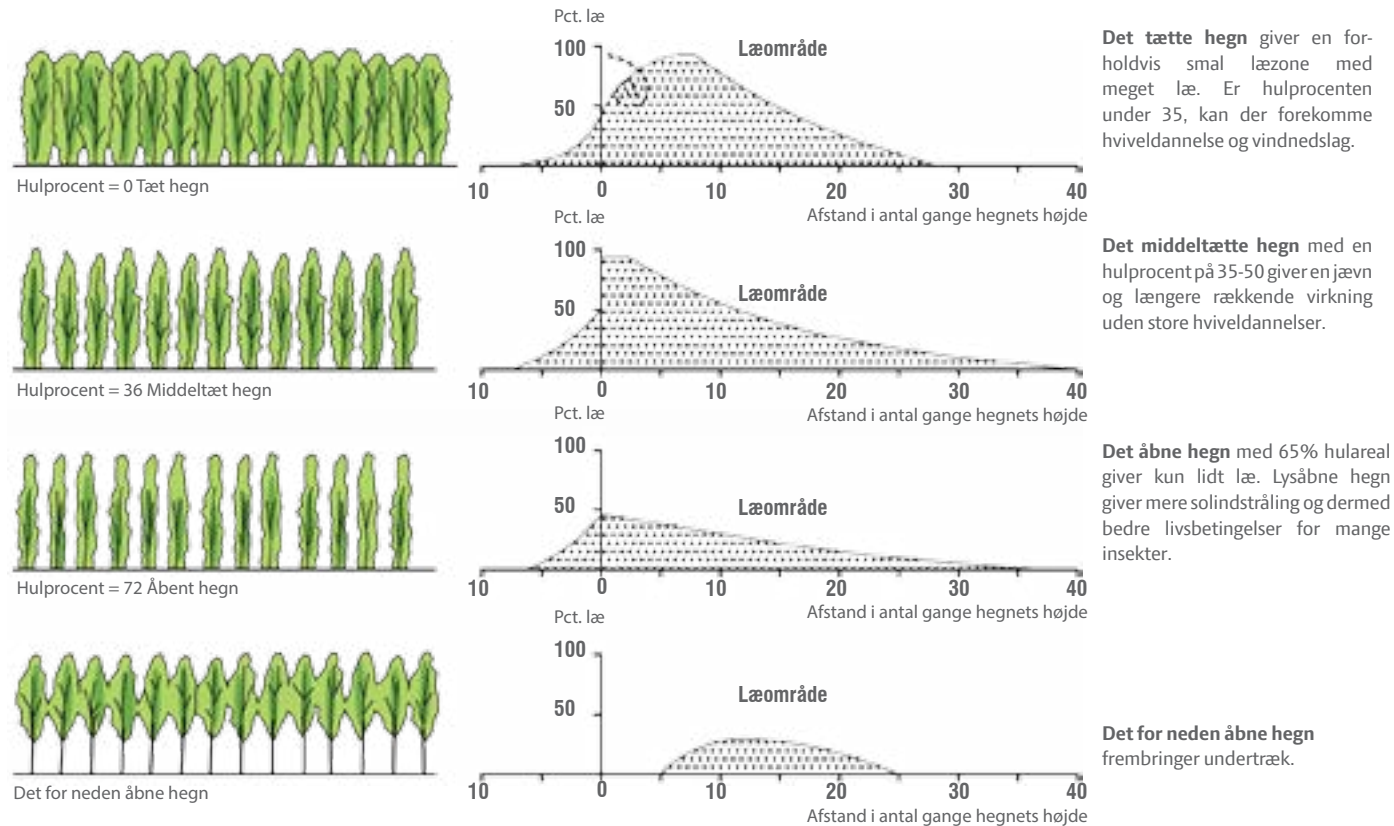 Pct. læ
100
Læområde
50
10 0 10 20 30 40
Afstand i antal gange hegnets højde
Hulprocent = 0 Tæt hegn
Det tætte hegn giver en for-
holdvis smal læzone med
meget læ. Er hulprocenten
under 35, kan der forekomme
hviveldannelse og vindnedslag.
Pct. læ
100
Læområde
50
10 0 10 20 30 40
Afstand i antal gange hegnets højde
Hulprocent = 36 Middeltæt hegn
Det middeltætte hegn med en
hulprocent på 35-50 giver en jævn
og længere rækkende virkning
uden store hviveldannelser.
Pct. læ
100
Læområde
50
10 0 10 20 30 40
Afstand i antal gange hegnets højde
Hulprocent = 72 Åbent hegn
Det åbne hegn med 65% hulareal
giver kun lidt læ. Lysåbne hegn
giver mere solindstråling og dermed
bedre livsbetingelser for mange
insekter.
Pct. læ
100
Læområde
50
10 0 10 20 30 40
Afstand i antal gange hegnets højde
Det for neden åbne hegn
Det for neden åbne hegn
frembringer undertræk.